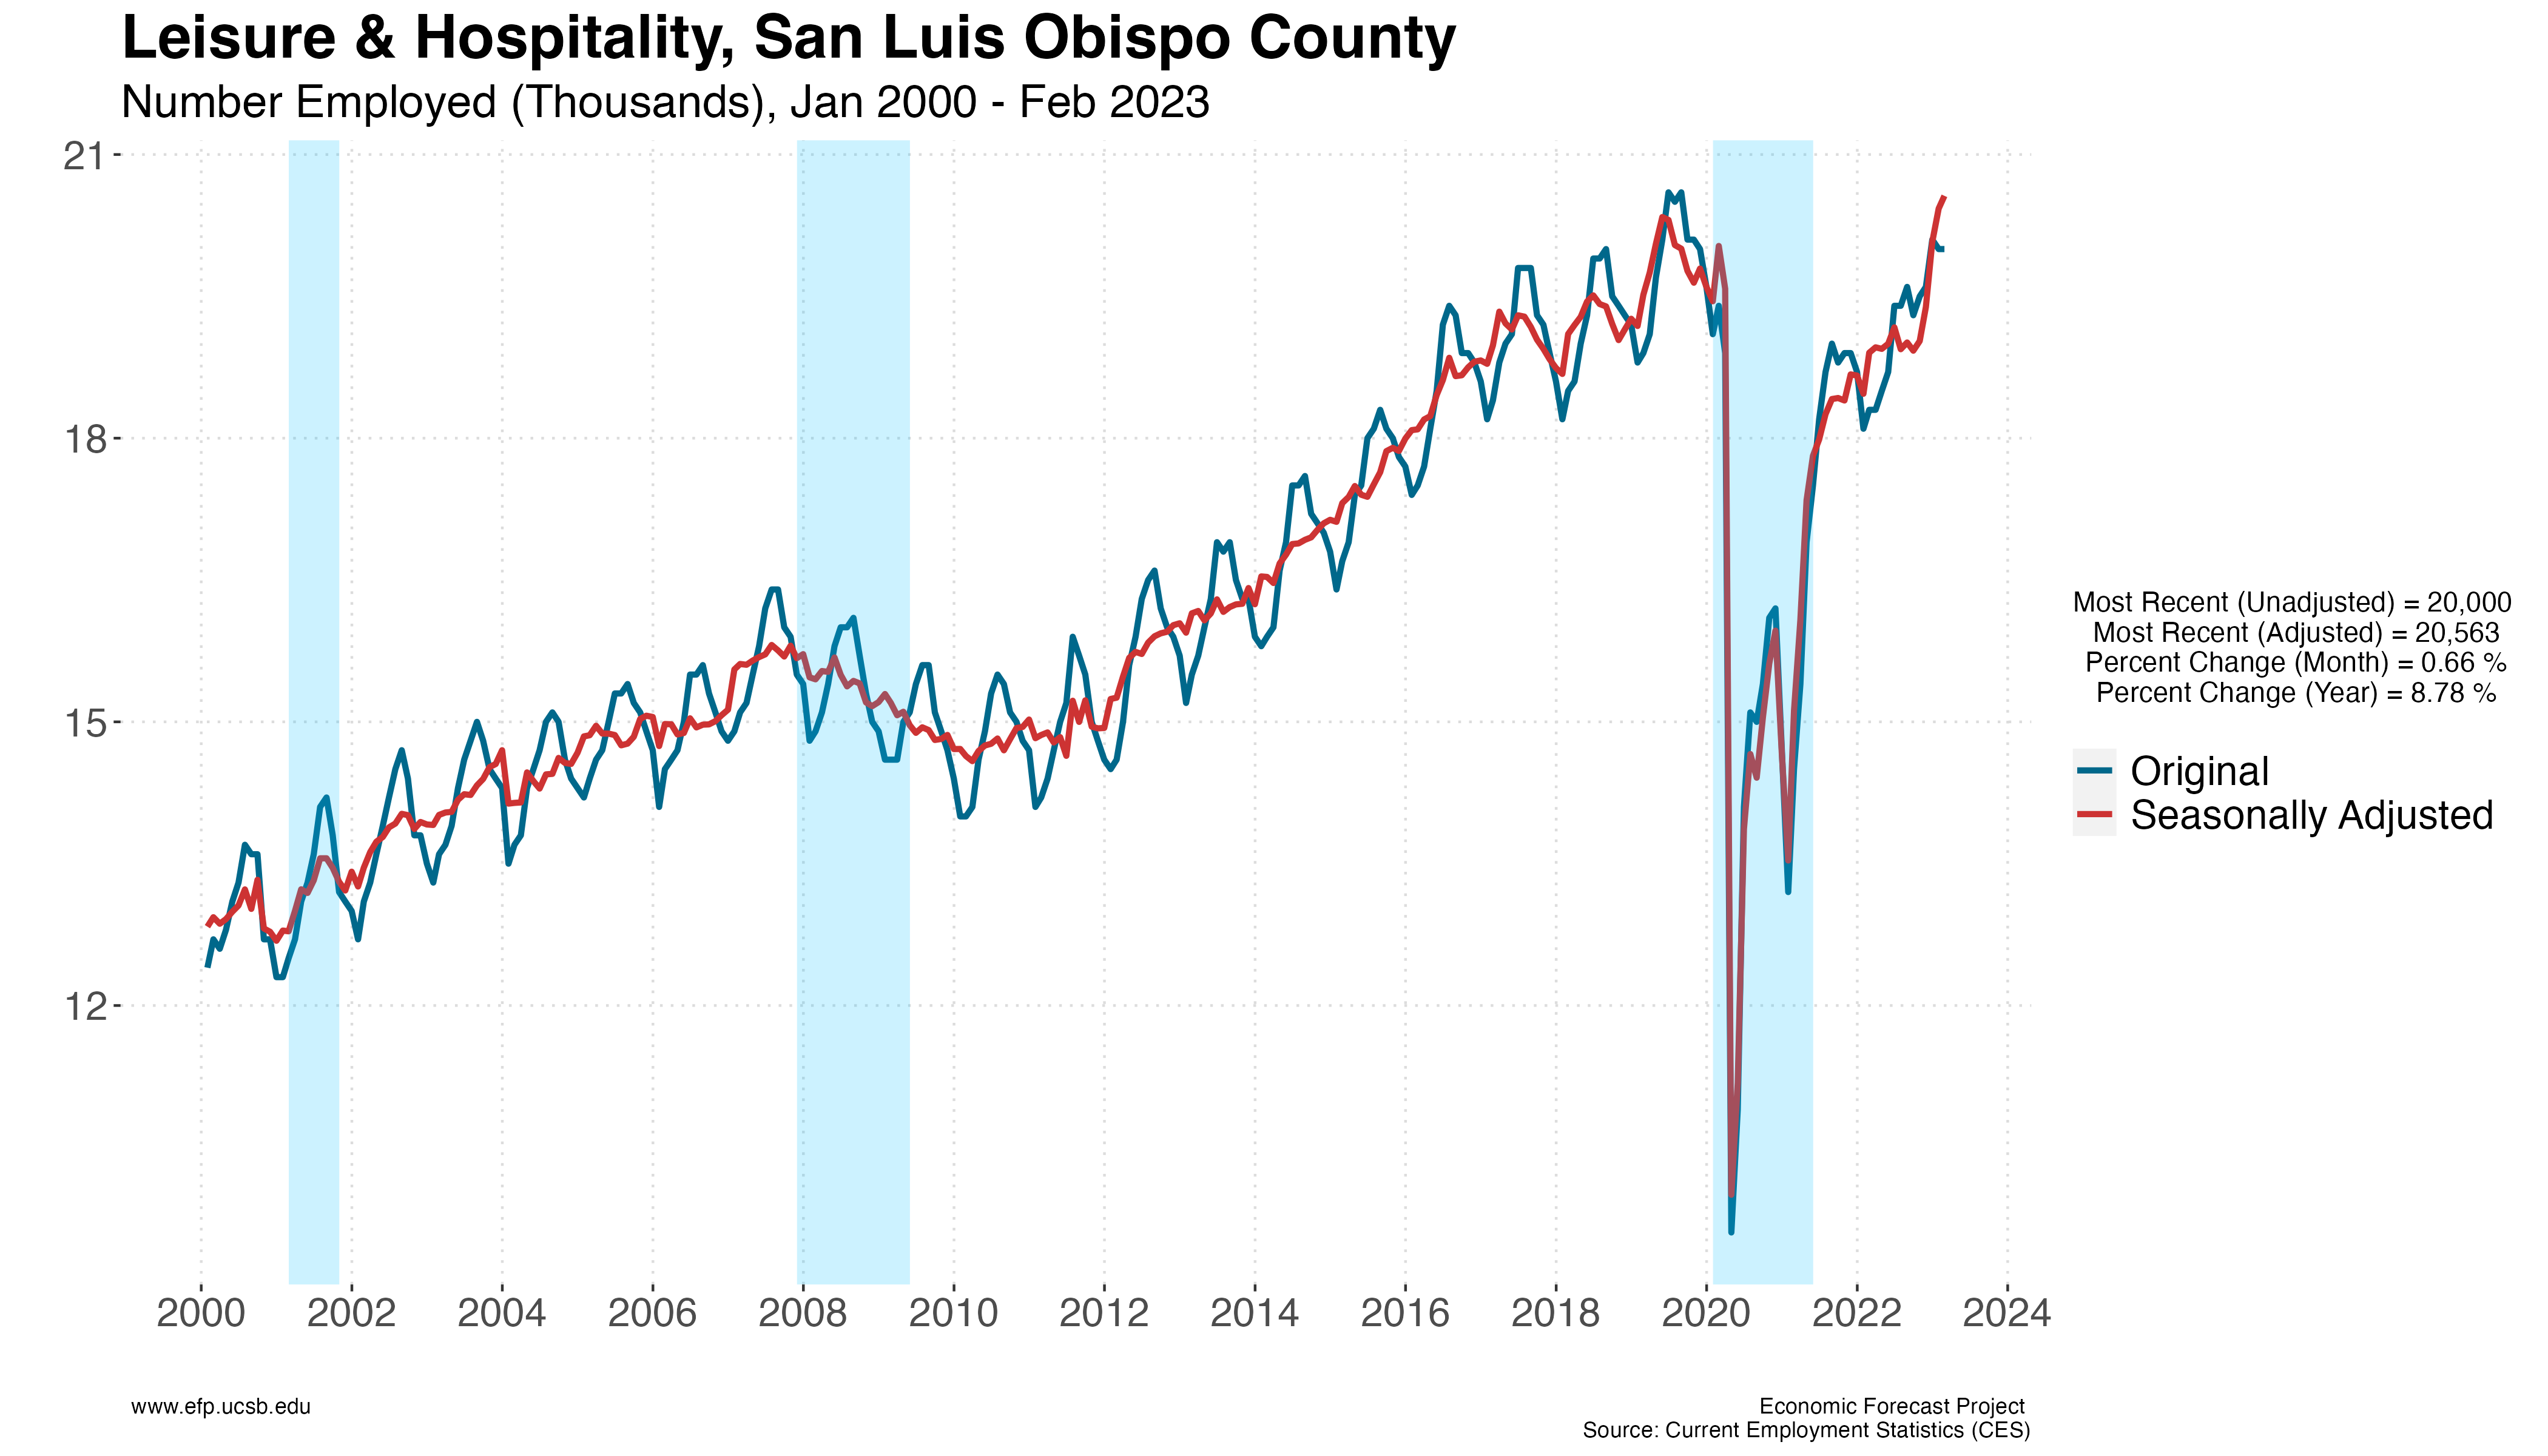 Leisure & Hospitality, San Luis Obispo County
Number Employed (Thousands), Jan 2000 - Feb 2023
21
18
15
12
2000 2002 2004 2006 2008 2010 2012 2014 2016 2018 2020 2022 2024
Most Recent (Unadjusted) = 20,000
Most Recent (Adjusted) = 20,563
Percent Change (Month) = 0.66 %
Percent Change (Year) = 8.78 %
Original
Seasonally Adjusted
www.efp.ucsb.edu
Economic Forecast Project
Source: Current Employment Statistics (CES)